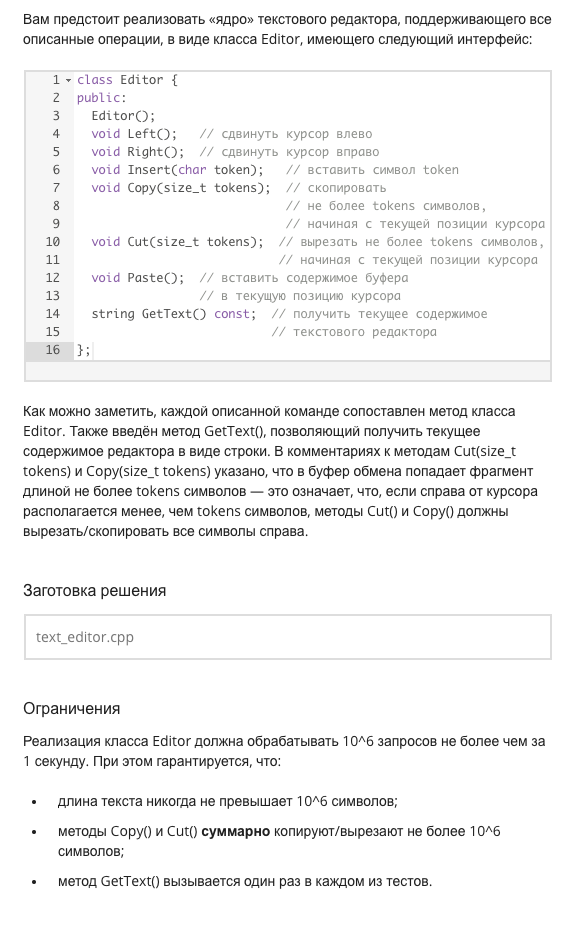 Вам предстоит реализовать «ядро» текстового редактора, поддерживающего все
описанные операции, в виде класса Editor, имеющего следующий интерфейс:
1 class Editor {
2 public:
3 Editor();
4 void Left(); // сдвинуть курсор влево
5 void Right(); // сдвинуть курсор вправо
6 void Insert(char token); // вставить символ token
7 void Copy(size_t tokens); // скопировать
8 // не более tokens символов,
9 // начиная с текущей позиции курсора
10 void Cut(size_t tokens); // вырезать не более tokens символов,
11 // начиная с текущей позиции курсора
12 void Paste(); // вставить содержимое буфера
13 // в текущую позицию курсора
14 string GetText() const; // получить текущее содержимое
15 // текстового редактора
16 };
Как можно заметить, каждой описанной команде сопоставлен метод класса
Editor. Также введён метод GetText(), позволяющий получить текущее
содержимое редактора в виде строки. В комментариях к методам Cut(size_t
tokens) и Copy(size_t tokens) указано, что в буфер обмена попадает фрагмент
длиной не более tokens символов — это означает, что, если справа от курсора
располагается менее, чем tokens символов, методы Cut() и Copy() должны
вырезать/скопировать все символы справа.
Заготовка решения
text_editor.cpp
Ограничения
Реализация класса Editor должна обрабатывать 10^6 запросов не более чем за
1 секунду. При этом гарантируется, что:
• длина текста никогда не превышает 10^6 символов;
• методы Copy() и Cut() суммарно копируют/вырезают не более 10^6
символов;
• метод GetText() вызывается один раз в каждом из тестов.